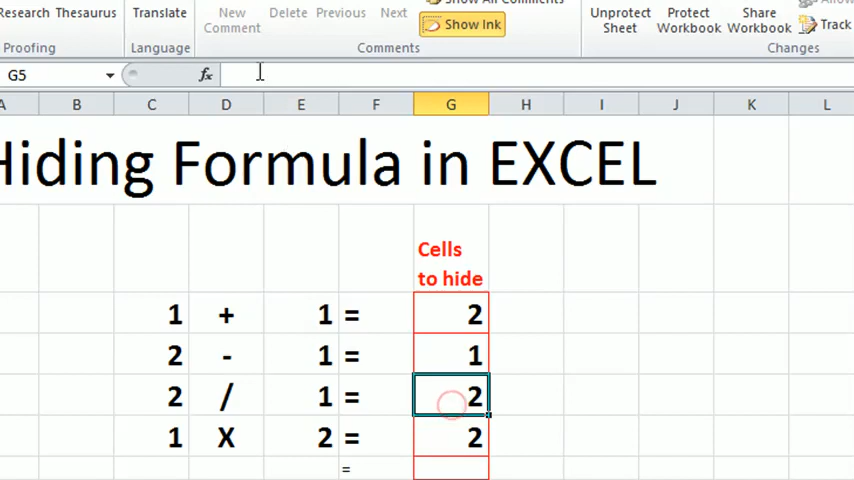 Research Thesaurus Translate New Delete Previous Next Show Ink Unprotect Protect Share
Comment Sheet Workbook Workbook Track
Proofing Language Comments Changes
G5 fx
B C D E F G H I J K L
Hiding Formula in EXCEL
Cells
to hide
1 + 1 = 2
2 - 1 = 1
2 / 1 = 2
1 X 2 = 2
=